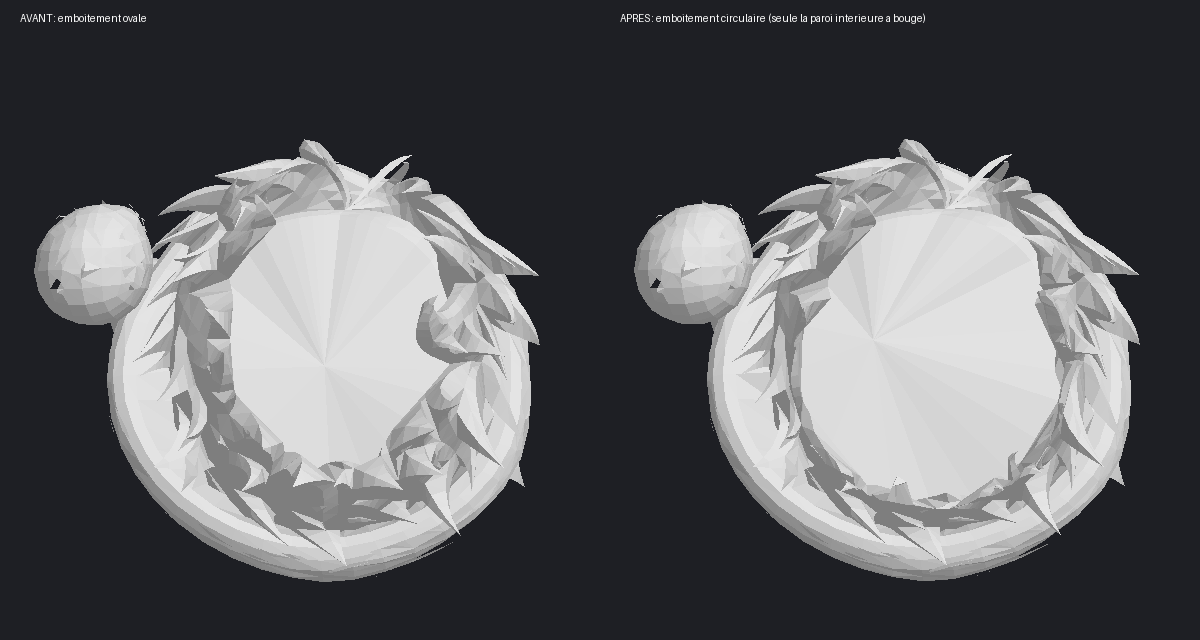 AVANT: emboitement ovale
APRES: emboitement circulaire (seule la paroi interieure a bouge)